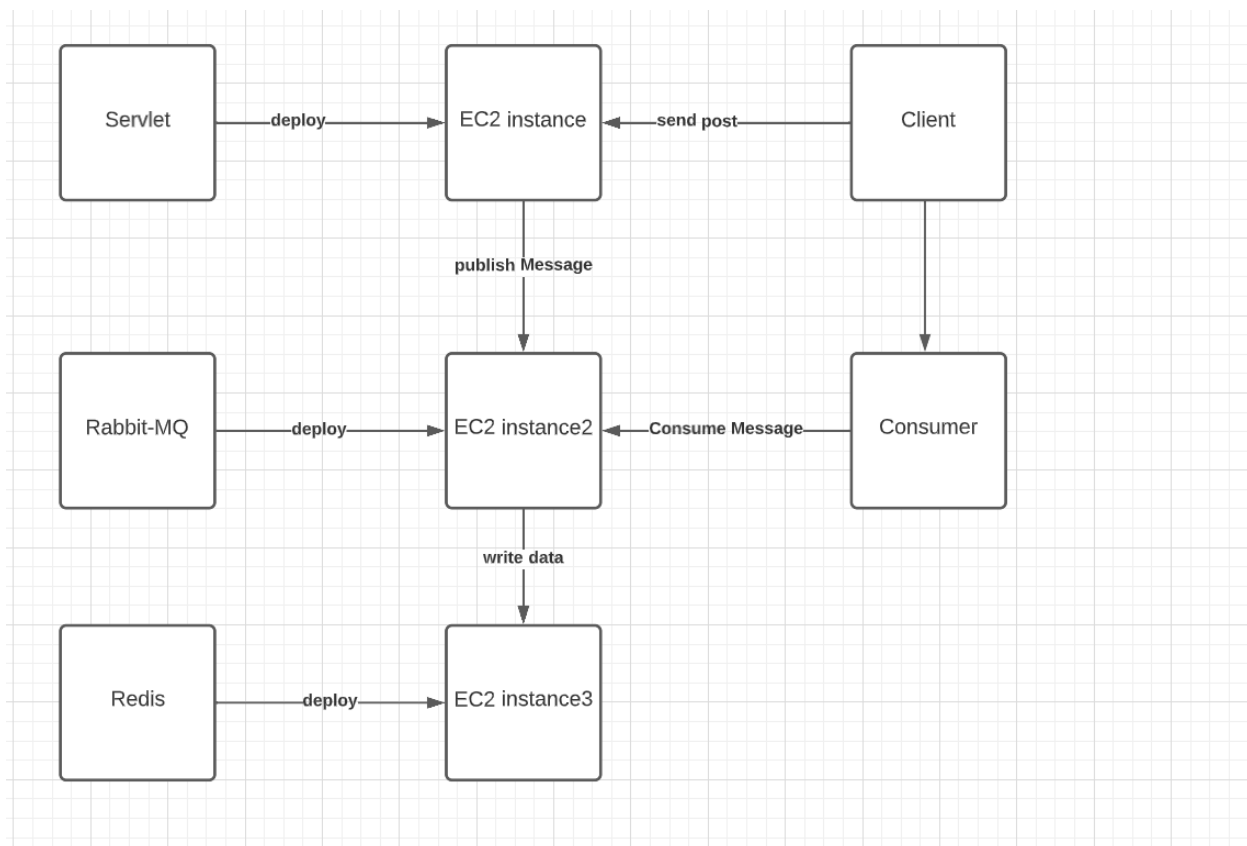 Servlet
deploy
EC2 instance
send post
Client
publish Message
Rabbit-MQ
deploy
EC2 instance2
Consume Message
Consumer
write data
Redis
deploy
EC2 instance3